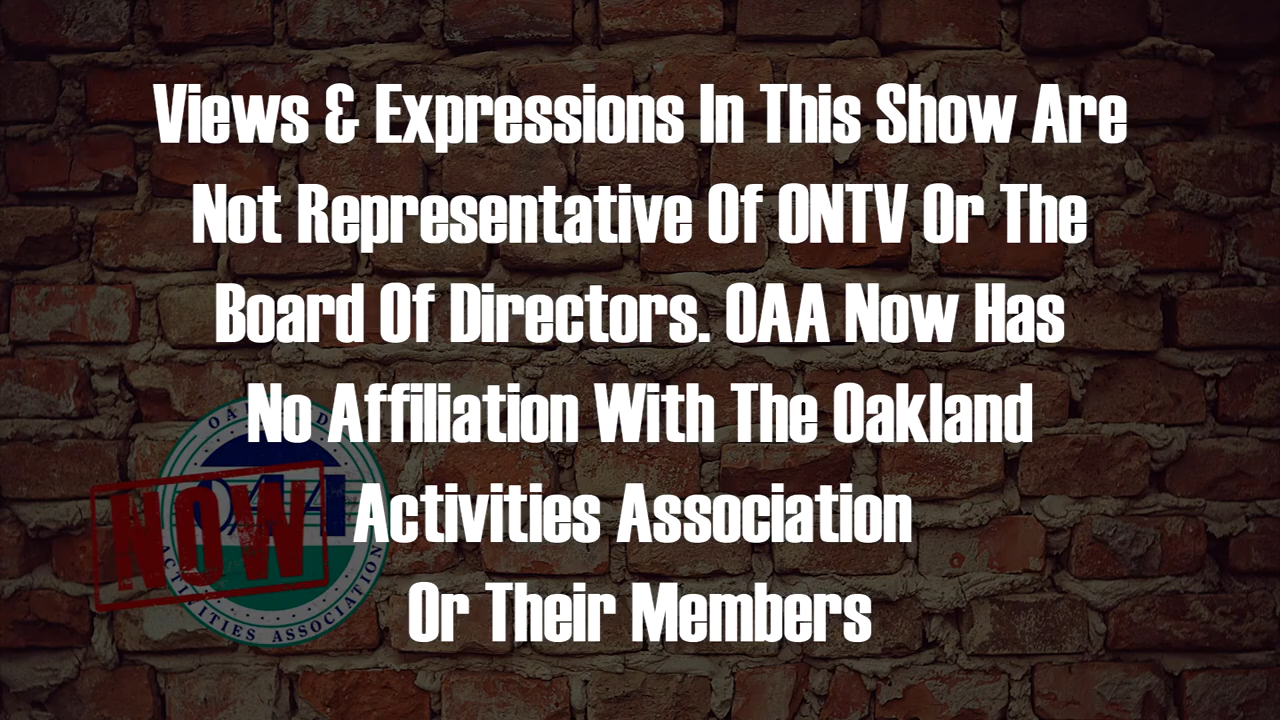 Views & Expressions In This Show Are
Not Representative Of ONTV Or The
Board Of Directors. OAA Now Has
No Affiliation With The Oakland
Activities Association
Or Their Members
OAA
NOW
ACTIVITIES ASSOCIATION